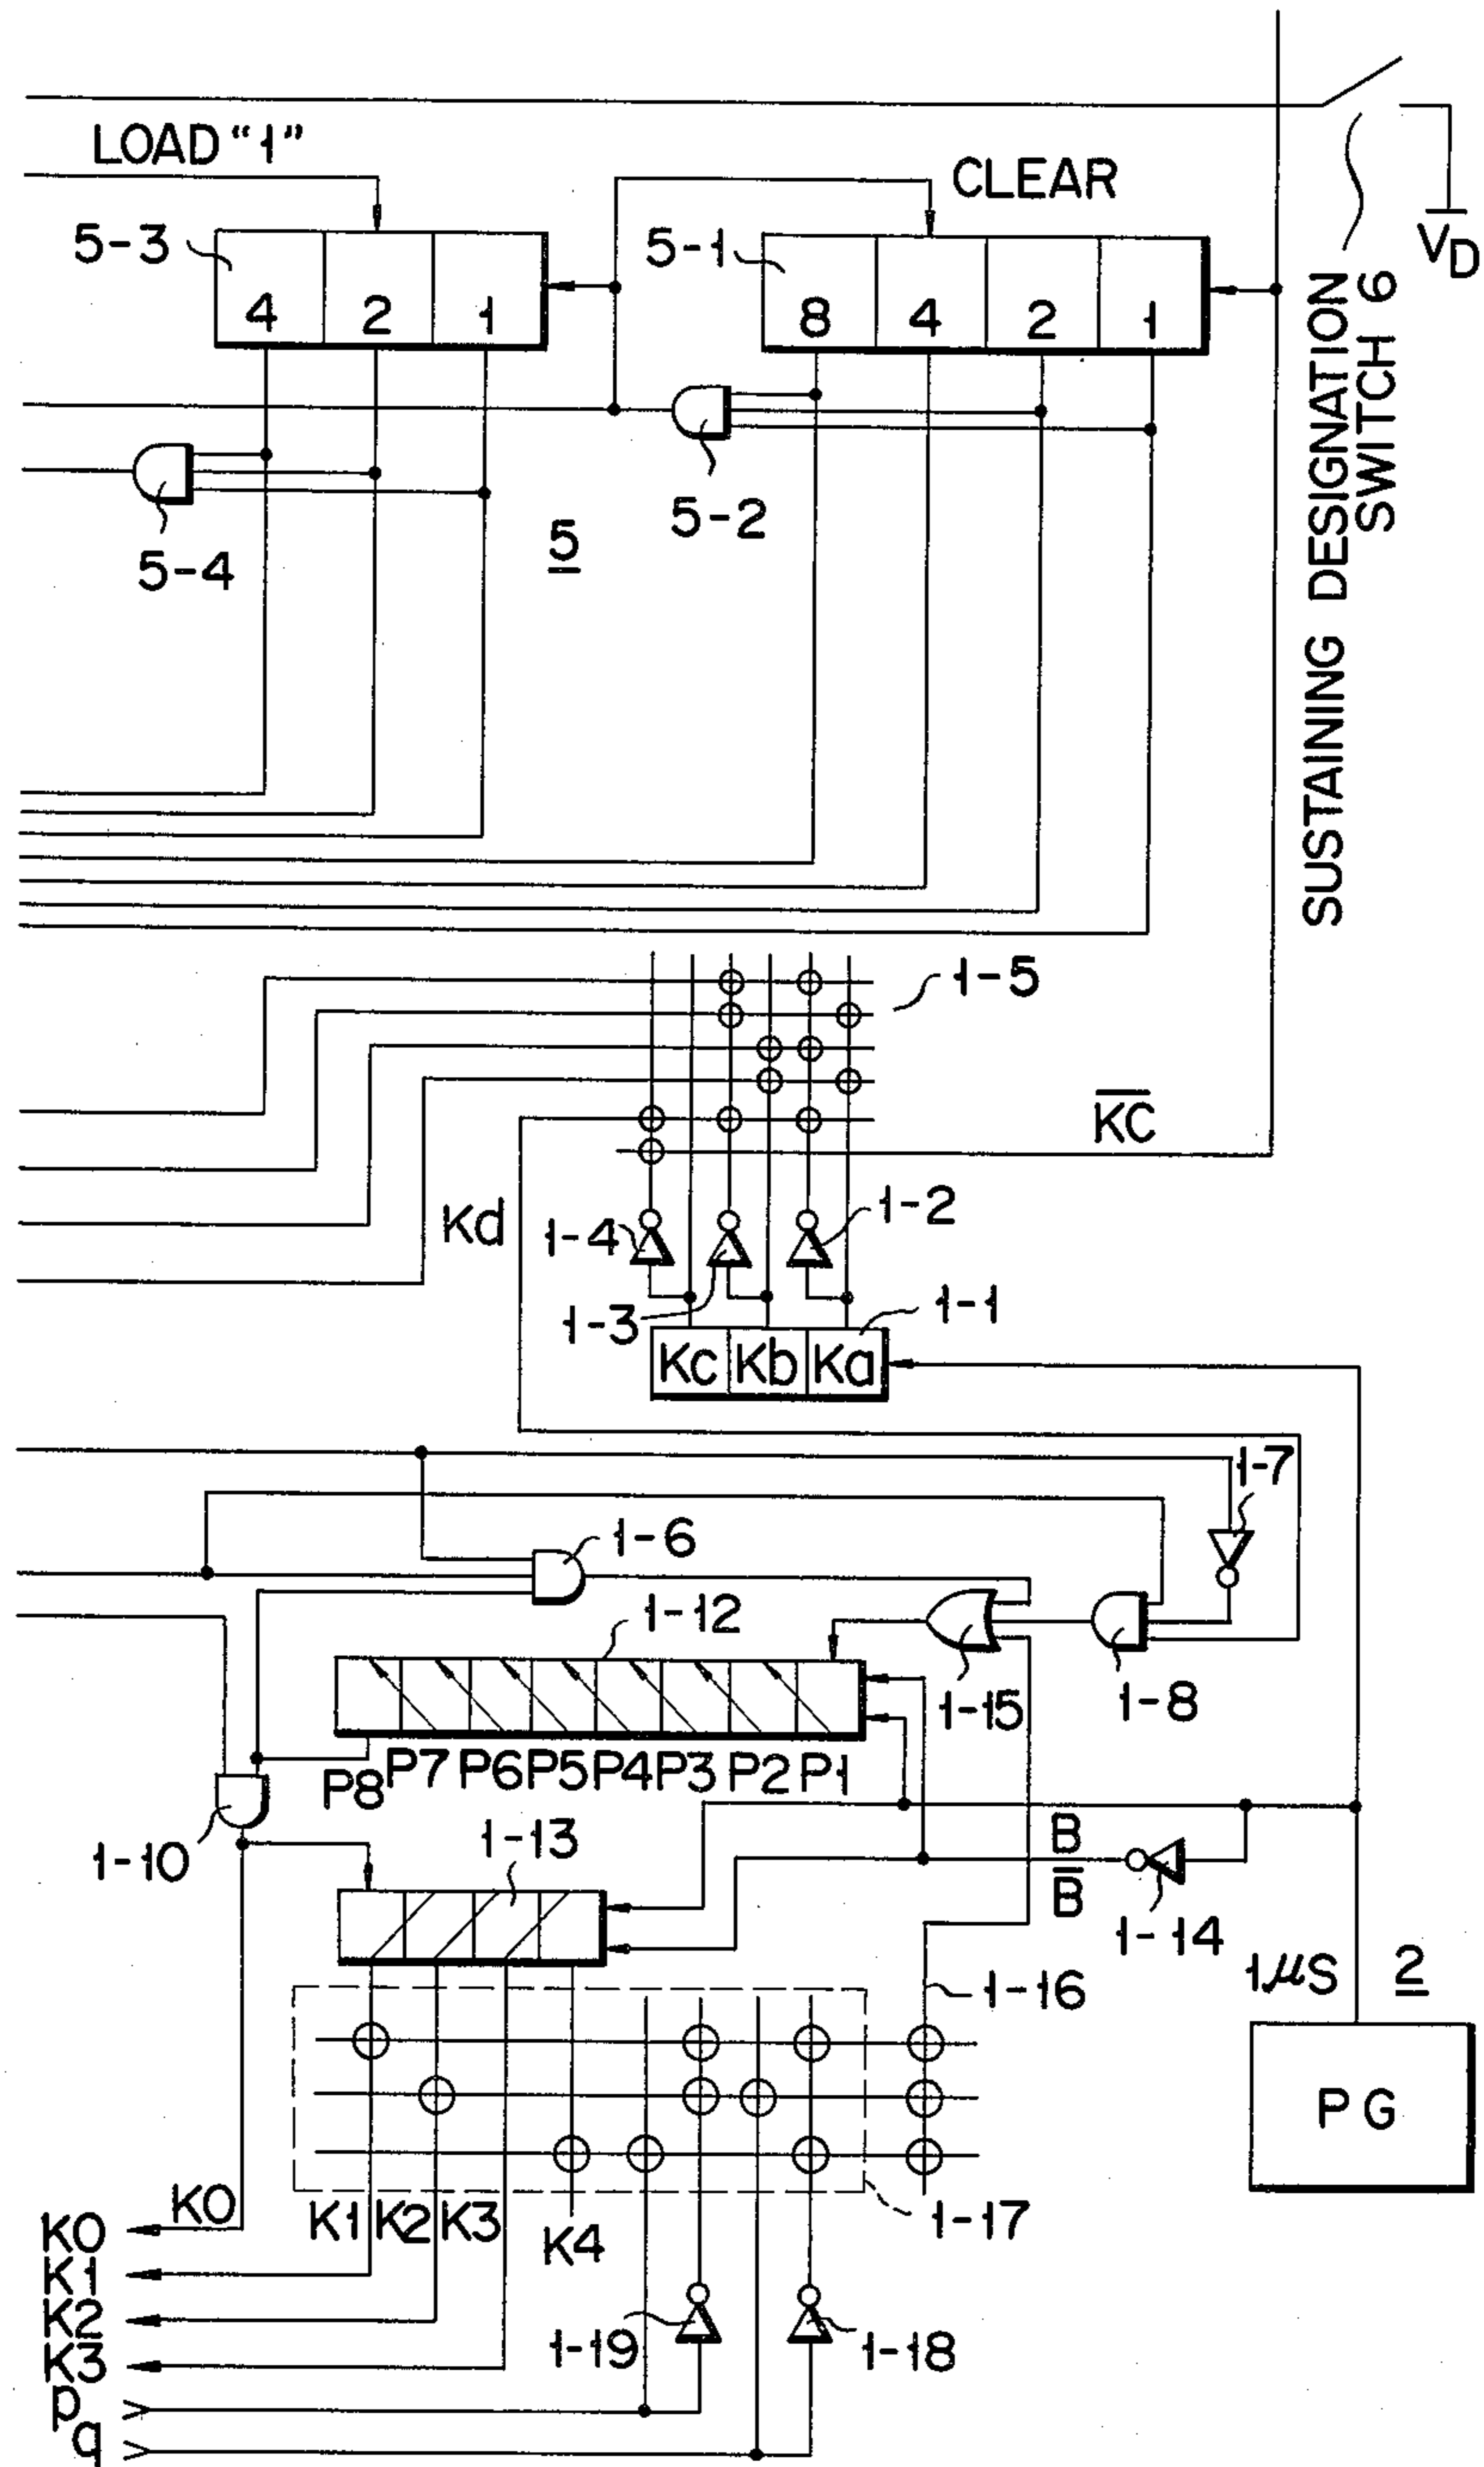 LOAD "1"
CLEAR
V̅D
5-3
5-1
4 2 1
8 4 2 1
SUSTAINING DESIGNATION
SWITCH 6
5-2
5-4
5
1-5
K̅C̅
Kd
1-4
1-2
1-3
1-1
Kc Kb Ka
1-7
1-6
1-12
1-15
1-8
P8 P7 P6 P5 P4 P3 P2 P1
1-10
1-13
B
B̅
1-14
1μS
2
1-16
PG
1-17
K0
K1 K2 K3
K4
K0
K1
K2
K3
1-19
1-18
p
q